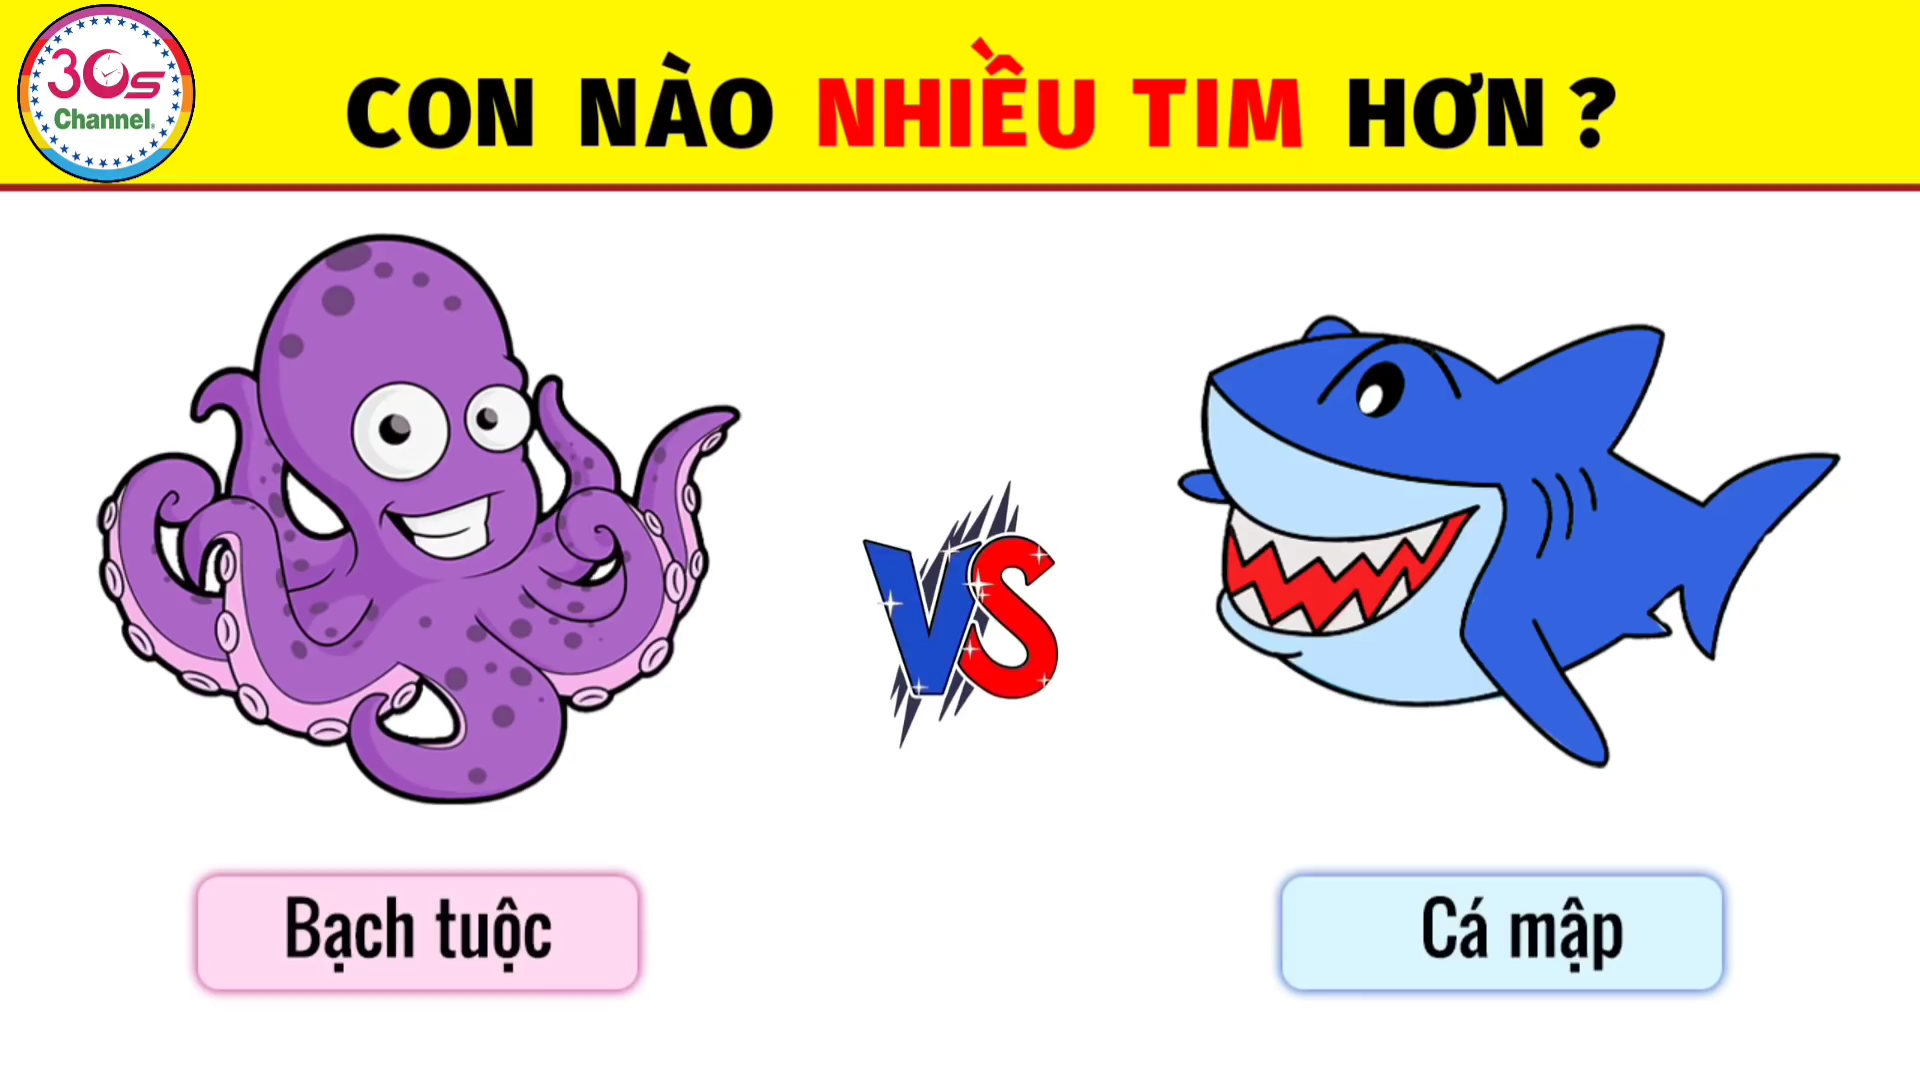 30s
Channel.
CON NÀO NHIỀU TIM HƠN ?
VS
Bạch tuộc
Cá mập